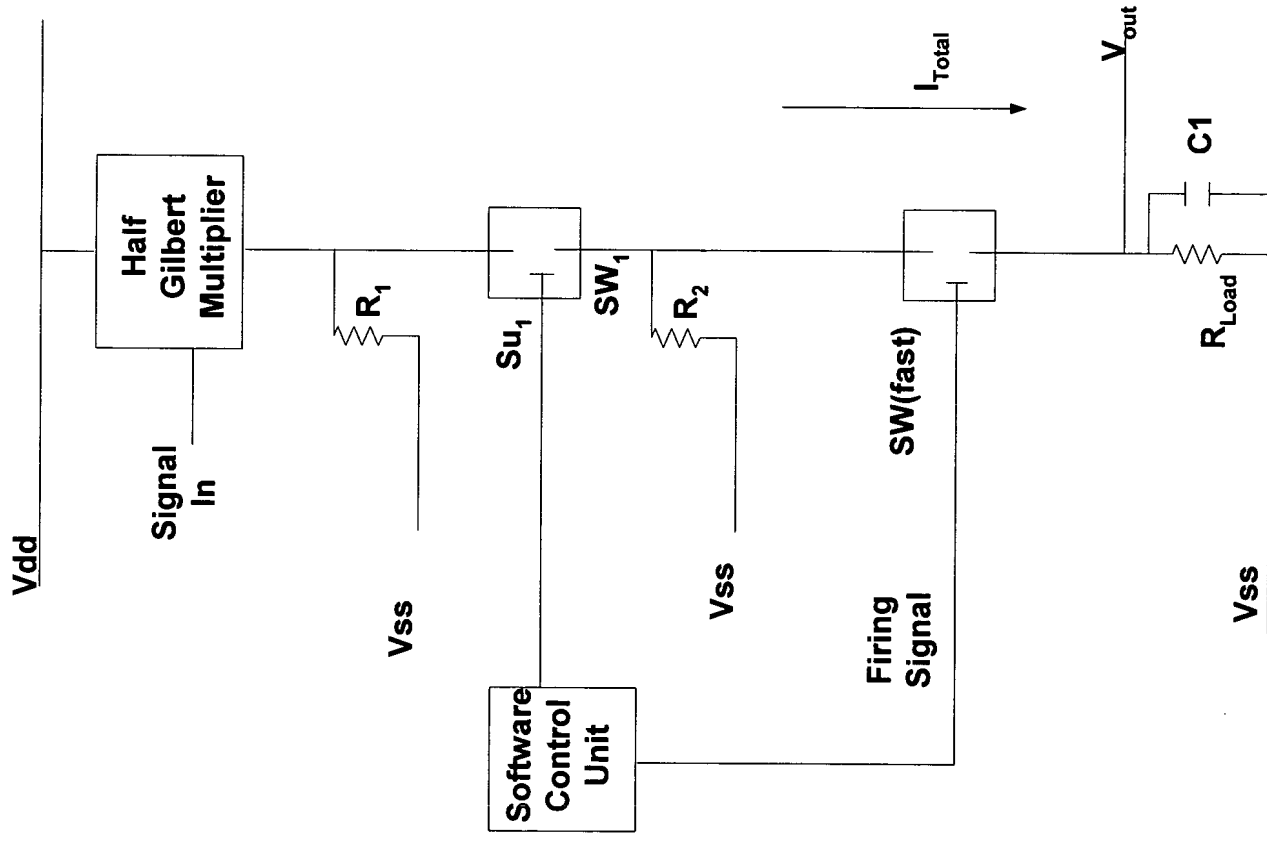 Vdd
Signal
In
Half
Gilbert
Multiplier
R1
Vss
Su1
SW1
Software
Control
Unit
R2
Vss
SW(fast)
Firing
Signal
ITotal
Vout
C1
RLoad
Vss